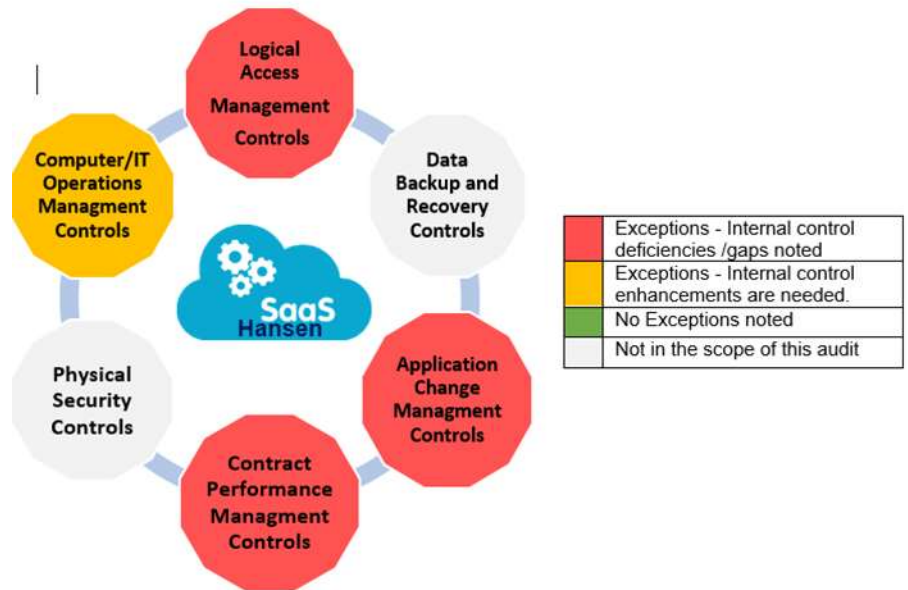 Logical
Access
Management
Controls
Computer/IT
Operations
Managment
Controls
Data
Backup and
Recovery
Controls
SaaS
Hansen
Physical
Security
Controls
Application
Change
Managment
Controls
Contract
Performance
Managment
Controls
Exceptions - Internal control
deficiencies /gaps noted
Exceptions - Internal control
enhancements are needed.
No Exceptions noted
Not in the scope of this audit